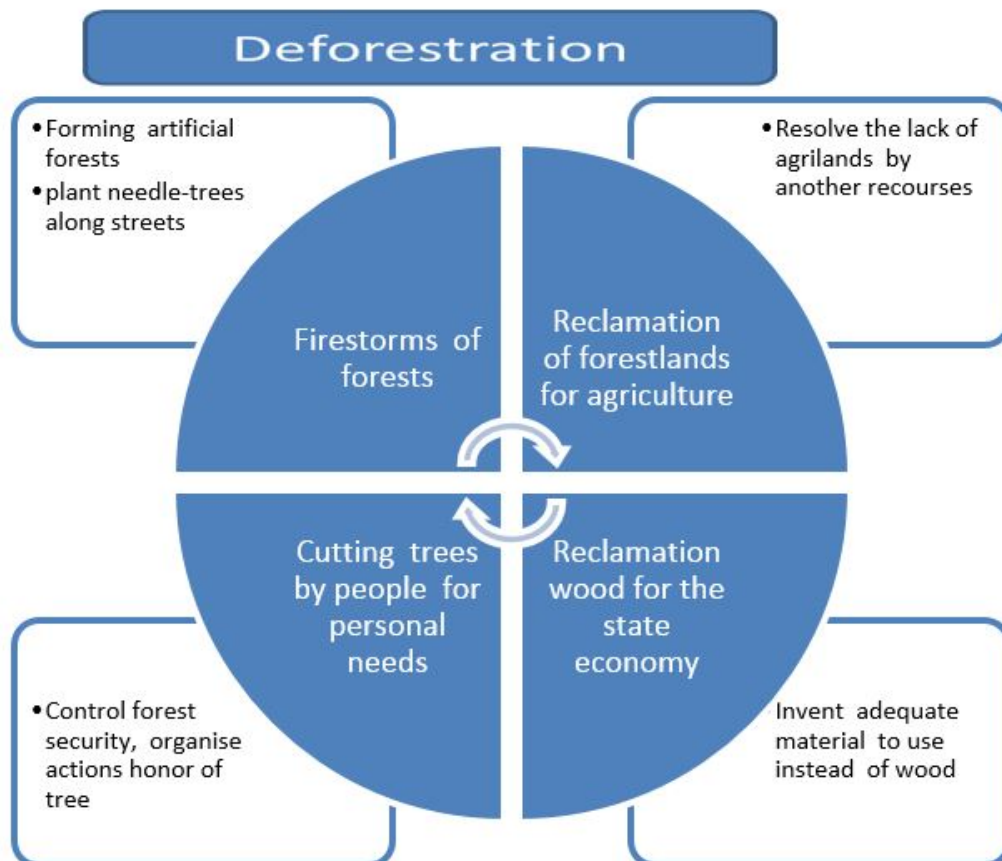 Deforestration
•Forming artificial
forests
•plant needle-trees
along streets
•Resolve the lack of
agrilands by
another recourses
Firestorms of
forests
Reclamation
of forestlands
for agriculture
Cutting trees
by people for
personal
needs
Reclamation
wood for the
state
economy
•Control forest
security, organise
actions honor of
tree
Invent adequate
material to use
instead of wood